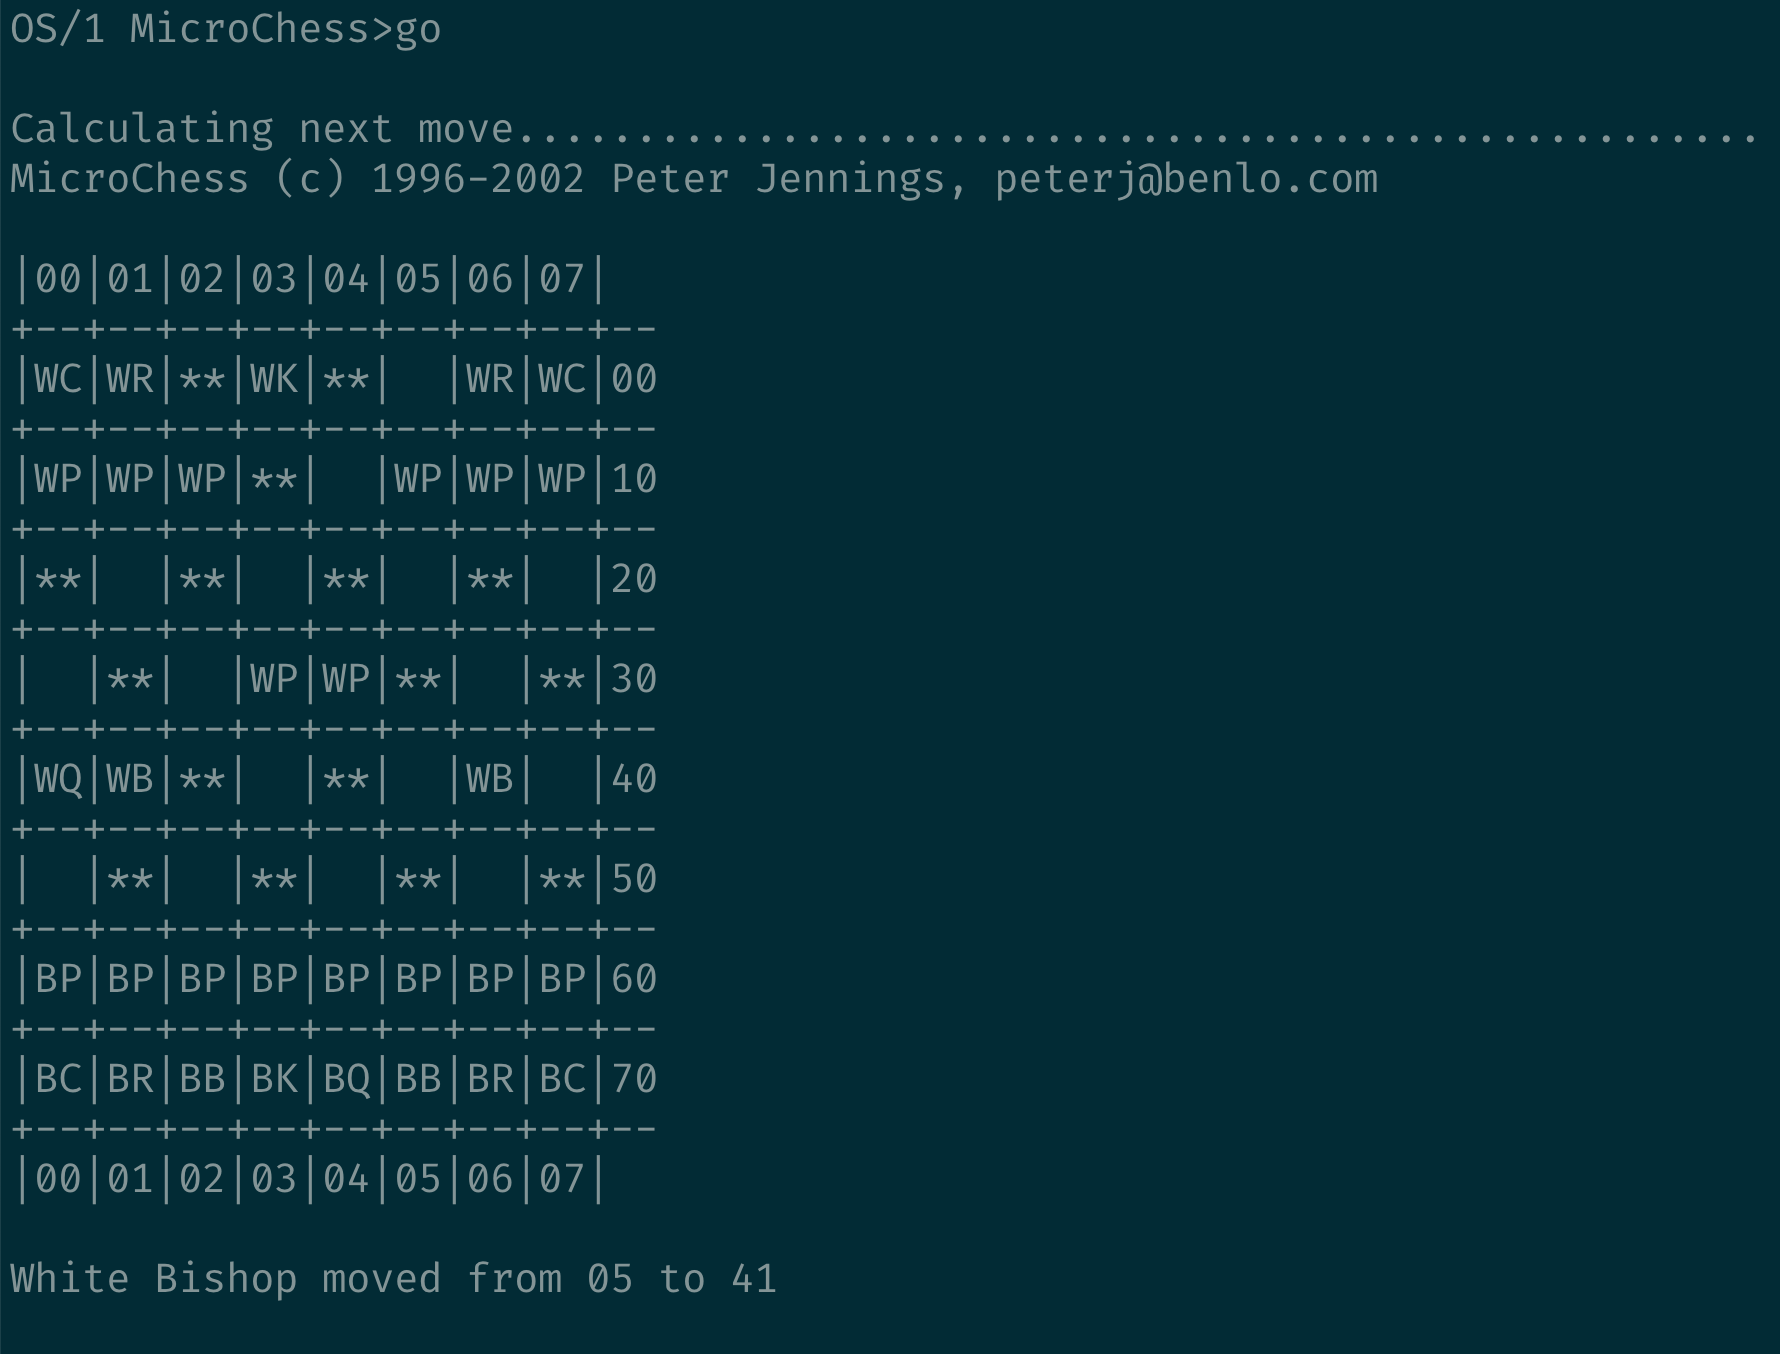 OS/1 MicroChess>go
Calculating next move....................................................
MicroChess (c) 1996-2002 Peter Jennings, peterj@benlo.com
|00|01|02|03|04|05|06|07|
+--+--+--+--+--+--+--+--+--
|WC|WR|**|WK|**|  |WR|WC|00
+--+--+--+--+--+--+--+--+--
|WP|WP|WP|**|  |WP|WP|WP|10
+--+--+--+--+--+--+--+--+--
|**|  |**|  |**|  |**|  |20
+--+--+--+--+--+--+--+--+--
|  |**|  |WP|WP|**|  |**|30
+--+--+--+--+--+--+--+--+--
|WQ|WB|**|  |**|  |WB|  |40
+--+--+--+--+--+--+--+--+--
|  |**|  |**|  |**|  |**|50
+--+--+--+--+--+--+--+--+--
|BP|BP|BP|BP|BP|BP|BP|BP|60
+--+--+--+--+--+--+--+--+--
|BC|BR|BB|BK|BQ|BB|BR|BC|70
+--+--+--+--+--+--+--+--+--
|00|01|02|03|04|05|06|07|
White Bishop moved from 05 to 41